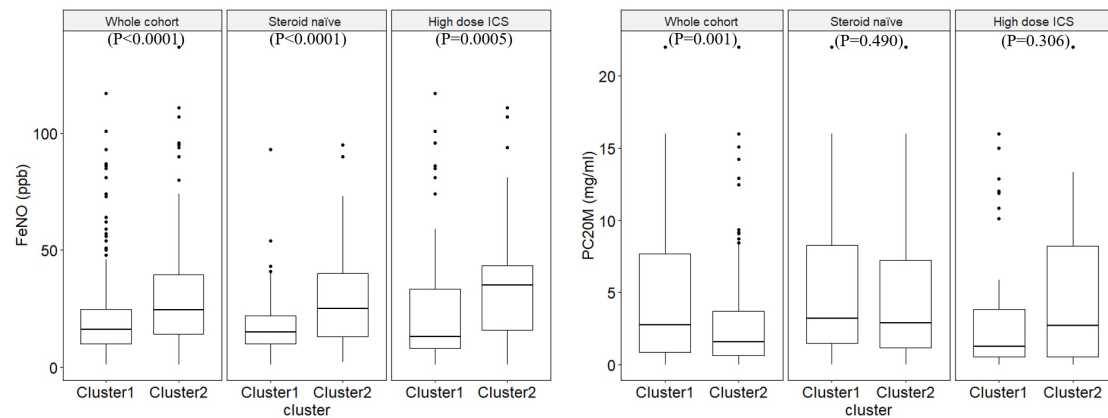 Whole cohort
Steroid naïve
High dose ICS
(P<0.0001)
(P<0.0001)
(P=0.0005)
FeNO (ppb)
100
50
0
Cluster1
Cluster2
Cluster1
Cluster2
Cluster1
Cluster2
cluster
Whole cohort
Steroid naïve
High dose ICS
(P=0.001)
(P=0.490)
(P=0.306)
PC20M (mg/ml)
20
15
10
5
0
Cluster1
Cluster2
Cluster1
Cluster2
Cluster1
Cluster2
cluster